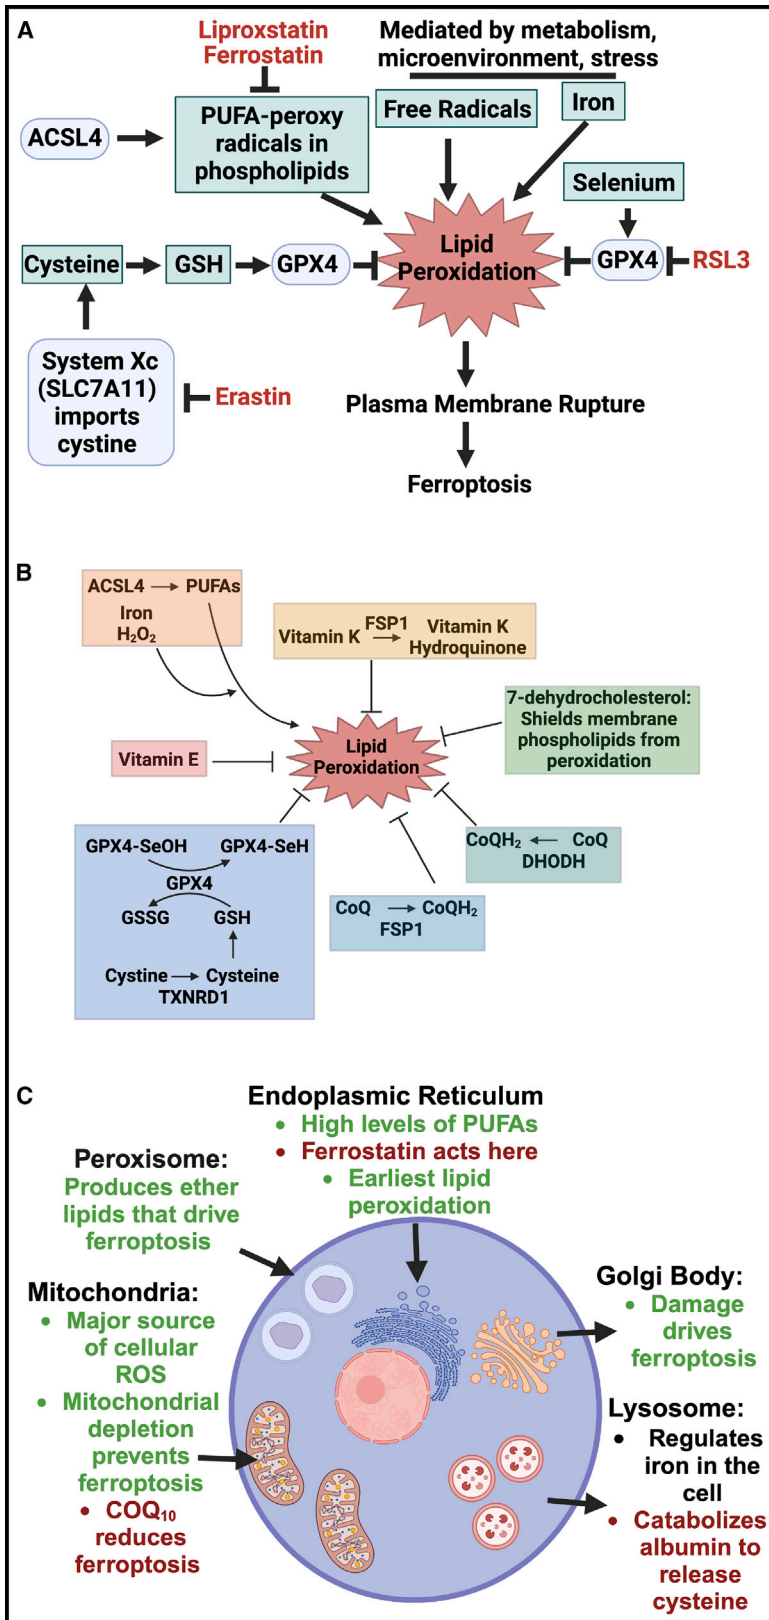 A
Liproxstatin
Ferrostatin
Mediated by metabolism,
microenvironment, stress
ACSL4
PUFA-peroxy
radicals in
phospholipids
Free Radicals
Iron
Selenium
Cysteine
GSH
GPX4
Lipid
Peroxidation
GPX4
RSL3
System Xc
(SLC7A11)
imports
cystine
Erastin
Plasma Membrane Rupture
Ferroptosis
B
ACSL4 → PUFAs
Iron
H₂O₂
FSP1
Vitamin K → Vitamin K
Hydroquinone
7-dehydrocholesterol:
Shields membrane
phospholipids from
peroxidation
Vitamin E
Lipid
Peroxidation
GPX4-SeOH GPX4-SeH
GPX4
GSSG GSH
Cystine → Cysteine
TXNRD1
CoQH₂ ← CoQ
DHODH
CoQ → CoQH₂
FSP1
C
Endoplasmic Reticulum
• High levels of PUFAs
• Ferrostatin acts here
• Earliest lipid
peroxidation
Peroxisome:
Produces ether
lipids that drive
ferroptosis
Mitochondria:
• Major source
of cellular
ROS
• Mitochondrial
depletion
prevents
ferroptosis
• COQ₁₀
reduces
ferroptosis
Golgi Body:
• Damage
drives
ferroptosis
Lysosome:
• Regulates
iron in the
cell
• Catabolizes
albumin to
release
cysteine